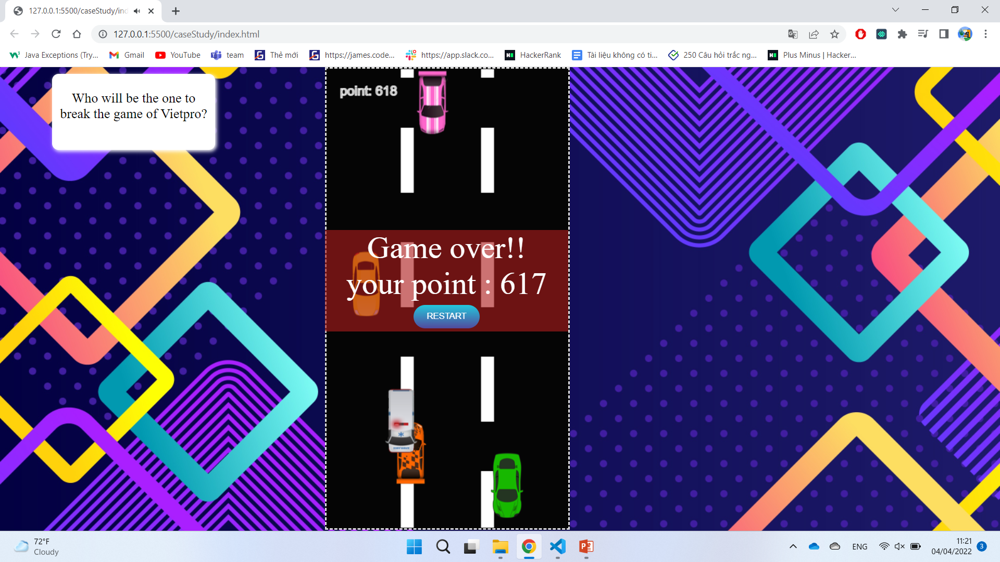 127.0.0.1:5500/caseStudy/ind
127.0.0.1:5500/caseStudy/index.html
Java Exceptions (Try... Gmail YouTube team Thẻ mới https://james.code... https://app.slack.co... HackerRank Tài liệu không có ti... 250 Câu hỏi trắc ng... Plus Minus | Hacker...
Who will be the one to
break the game of Vietpro?
point: 618
Game over!!
your point : 617
RESTART
72°F
Cloudy
ENG
11:21
04/04/2022
3